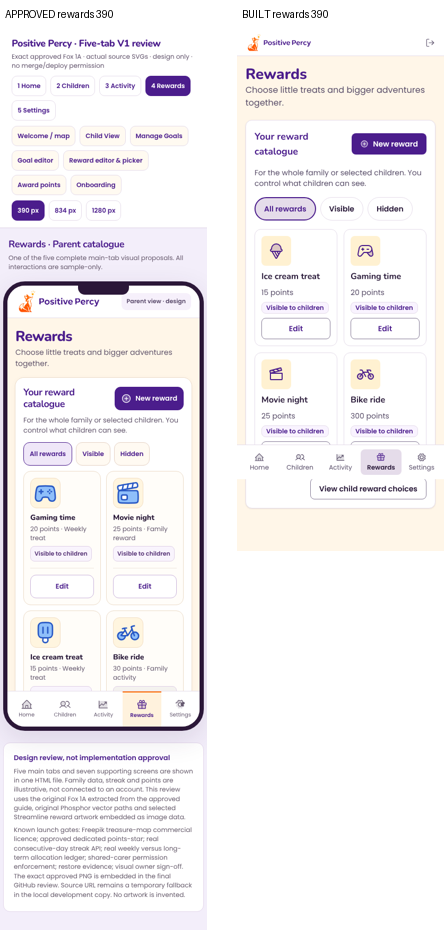 APPROVED rewards 390
Positive Percy · Five-tab V1 review
Exact approved Fox 1A · actual source SVGs · design only ·
no merge/deploy permission
1 Home
2 Children
3 Activity
4 Rewards
5 Settings
Welcome / map
Child View
Manage Goals
Goal editor
Reward editor & picker
Award points
Onboarding
390 px
834 px
1280 px
Rewards · Parent catalogue
One of the five complete main-tab visual proposals. All
interactions are sample-only.
Positive Percy
Parent view · design
Rewards
Choose little treats and bigger adventures
together.
Your reward
catalogue
New reward
For the whole family or selected children. You
control what children can see.
All rewards
Visible
Hidden
Gaming time
20 points · Weekly
treat
Visible to children
Edit
Movie night
25 points · Family
reward
Visible to children
Edit
Ice cream treat
15 points · Weekly
treat
Bike ride
30 points · Family
activity
Home
Children
Activity
Rewards
Settings
Design review, not implementation approval
Five main tabs and seven supporting screens are shown
in one HTML file. Family data, streak and points are
illustrative, not connected to an account. This review
uses the original Fox 1A extracted from the approved
guide, original Phosphor vector paths and selected
Streamline reward artwork embedded as image data.
Known launch gates: Freepik treasure-map commercial
licence; approved dedicated points-star; real
consecutive-day streak API; real weekly versus long-
term allocation ledger; shared-carer permission
enforcement; restore evidence; visual owner sign-off.
The exact approved PNG is embedded in the final
GitHub review. Source URL remains a temporary fallback
in the local development copy. No artwork is invented.
BUILT rewards 390
Positive Percy
Rewards
Choose little treats and bigger adventures
together.
Your reward
catalogue
New reward
For the whole family or selected children. You
control what children can see.
All rewards
Visible
Hidden
Ice cream treat
15 points
Visible to children
Edit
Gaming time
20 points
Visible to children
Edit
Movie night
25 points
Visible to children
Bike ride
300 points
Visible to children
Home
Children
Activity
Rewards
Settings
View child reward choices